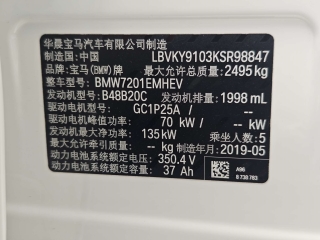 华晨宝马汽车有限公司制造
制造国:中国 LBVKY9103KSR98847
品牌:宝马(BMW)牌 最大允许总质量: 2495 kg
整车型号: BMW7201EMHEV
发动机型号: B48B20C 发动机排量: 1998 mL
驱动电机型号: GC1P25A / --
驱动电机峰值功率: 70 kW / -- kW
发动机最大净功率: 135 kW 乘坐人数: 5
最大允许牵引质量: -- kg 制造年月: 2019-05
动力电池系统额定电压: 350.4 V A96
动力电池系统额定容量: 37 Ah 8 738 763